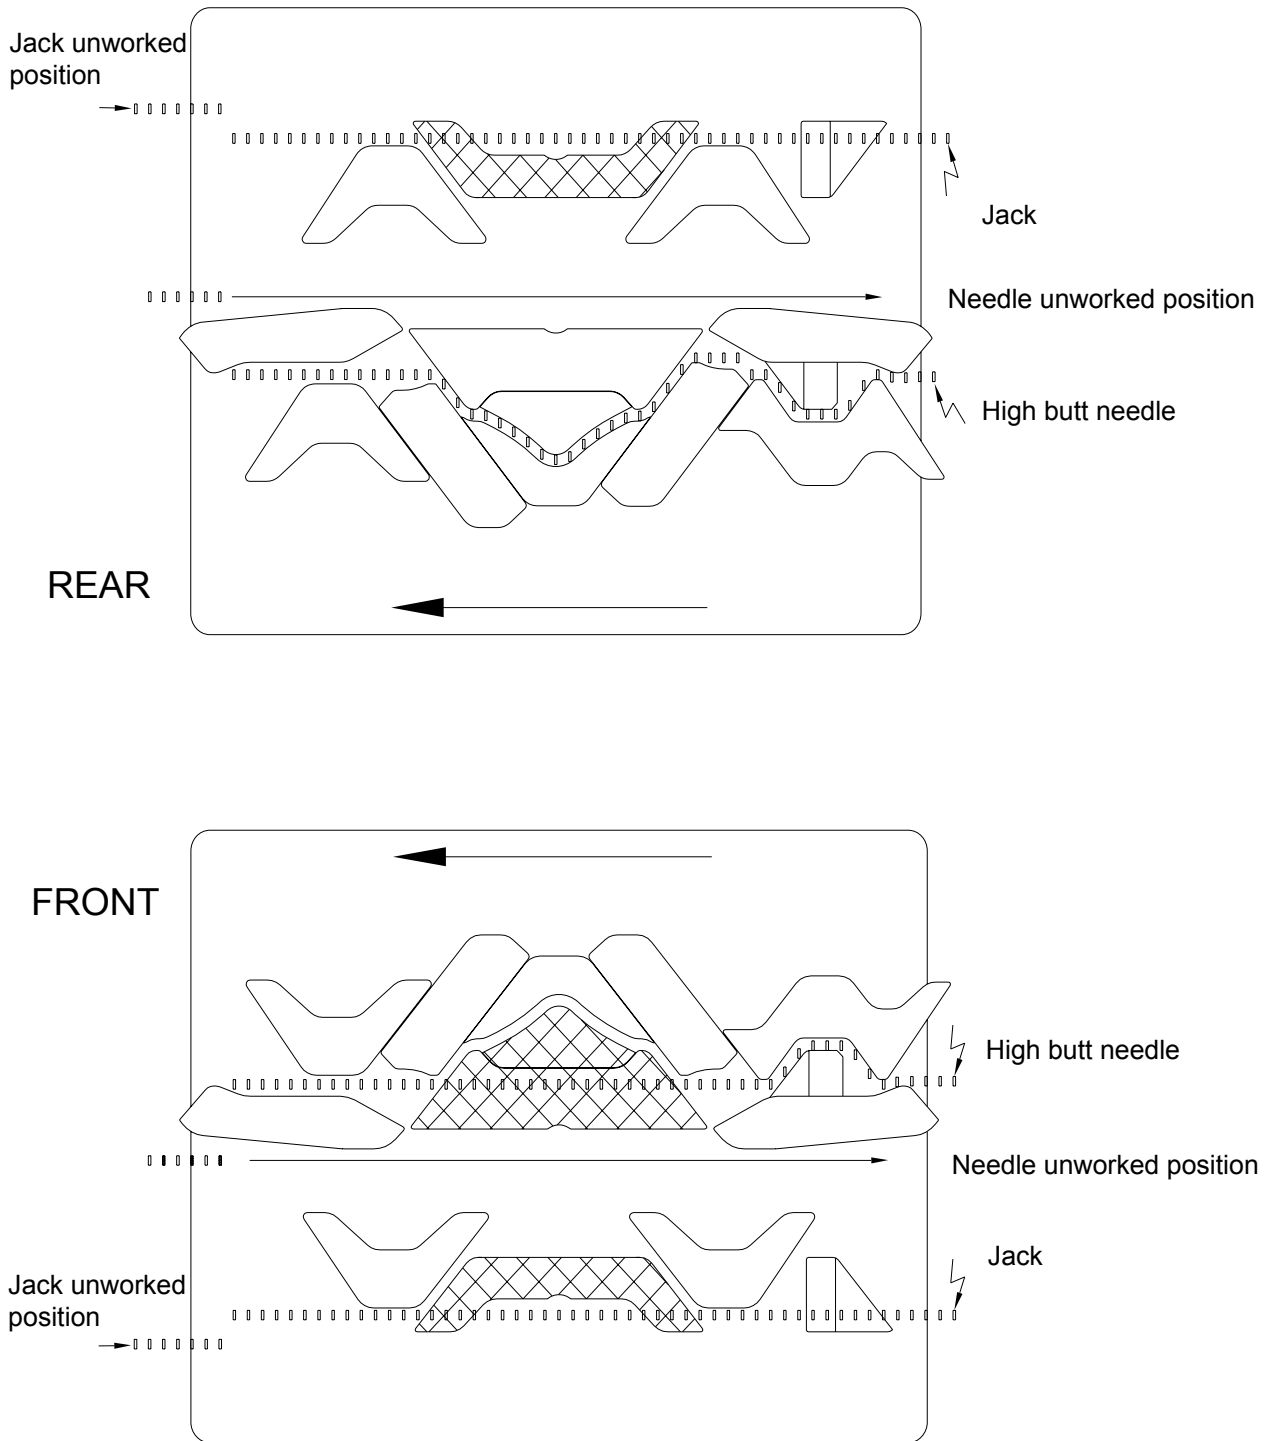 Jack unworked
position
Jack
Needle unworked position
High butt needle
REAR
FRONT
High butt needle
Needle unworked position
Jack
Jack unworked
position